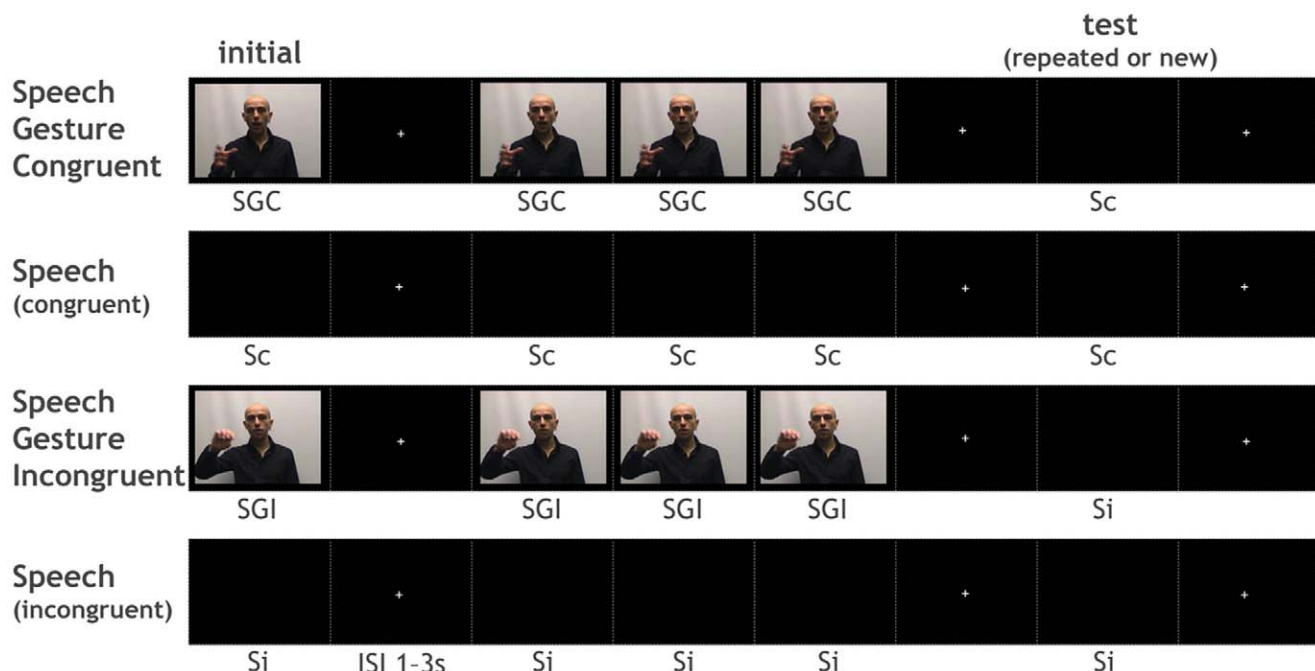 initial
test
(repeated or new)
Speech
Gesture
Congruent
SGC SGC SGC SGC Sc
Speech
(congruent)
Sc Sc Sc Sc Sc
Speech
Gesture
Incongruent
SGI SGI SGI SGI Si
Speech
(incongruent)
Si ISI 1-3s Si Si Si Si